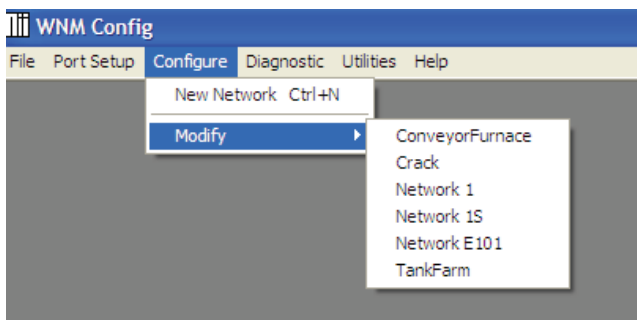 WNM Config
File Port Setup Configure Diagnostic Utilities Help
New Network Ctrl+N
Modify
ConveyorFurnace
Crack
Network 1
Network 1S
Network E101
TankFarm